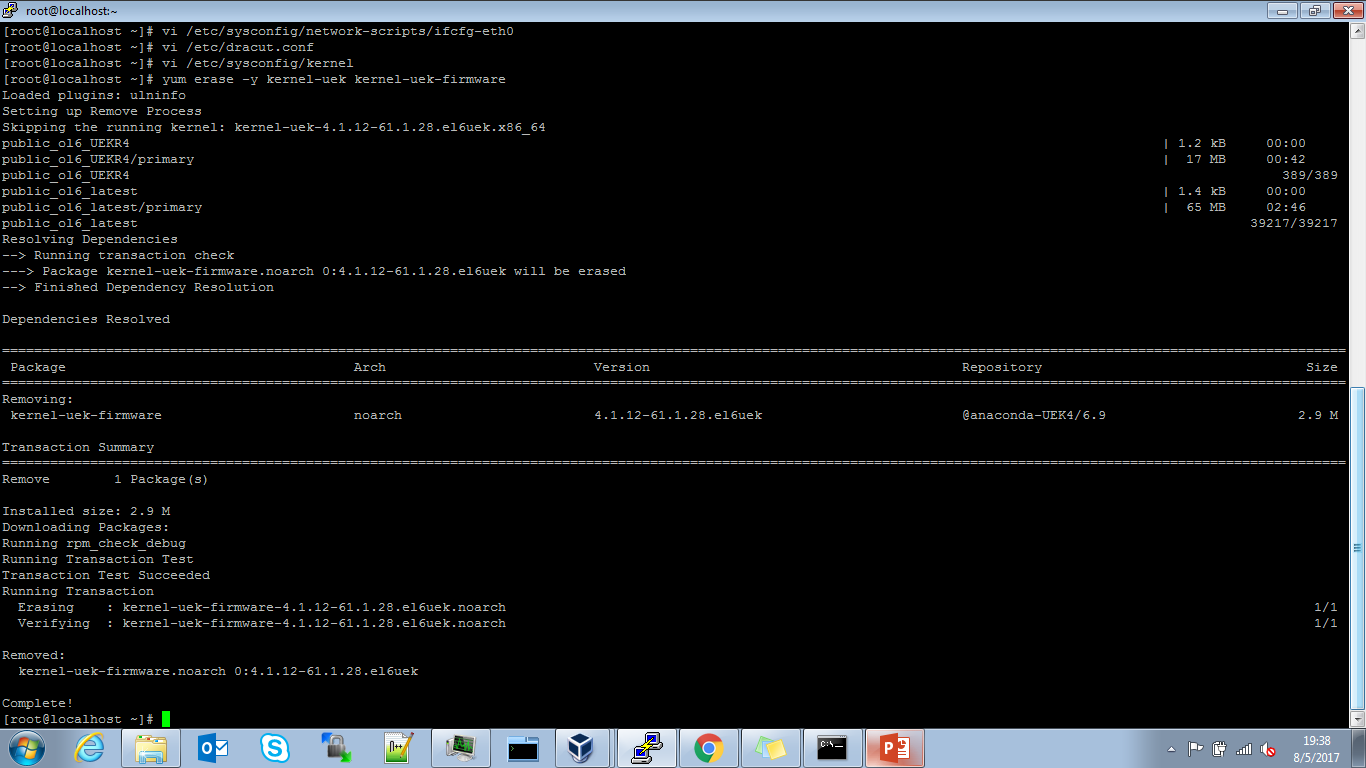 root@localhost:~
[root@localhost ~]# vi /etc/sysconfig/network-scripts/ifcfg-eth0
[root@localhost ~]# vi /etc/dracut.conf
[root@localhost ~]# vi /etc/sysconfig/kernel
[root@localhost ~]# yum erase -y kernel-uek kernel-uek-firmware
Loaded plugins: ulninfo
Setting up Remove Process
Skipping the running kernel: kernel-uek-4.1.12-61.1.28.el6uek.x86_64
public_ol6_UEKR4 | 1.2 kB 00:00
public_ol6_UEKR4/primary | 17 MB 00:42
public_ol6_UEKR4 389/389
public_ol6_latest | 1.4 kB 00:00
public_ol6_latest/primary | 65 MB 02:46
public_ol6_latest 39217/39217
Resolving Dependencies
--> Running transaction check
---> Package kernel-uek-firmware.noarch 0:4.1.12-61.1.28.el6uek will be erased
--> Finished Dependency Resolution
Dependencies Resolved
Package Arch Version Repository Size
Removing:
kernel-uek-firmware noarch 4.1.12-61.1.28.el6uek @anaconda-UEK4/6.9 2.9 M
Transaction Summary
Remove 1 Package(s)
Installed size: 2.9 M
Downloading Packages:
Running rpm_check_debug
Running Transaction Test
Transaction Test Succeeded
Running Transaction
Erasing : kernel-uek-firmware-4.1.12-61.1.28.el6uek.noarch 1/1
Verifying : kernel-uek-firmware-4.1.12-61.1.28.el6uek.noarch 1/1
Removed:
kernel-uek-firmware.noarch 0:4.1.12-61.1.28.el6uek
Complete!
[root@localhost ~]#
19:38
8/5/2017